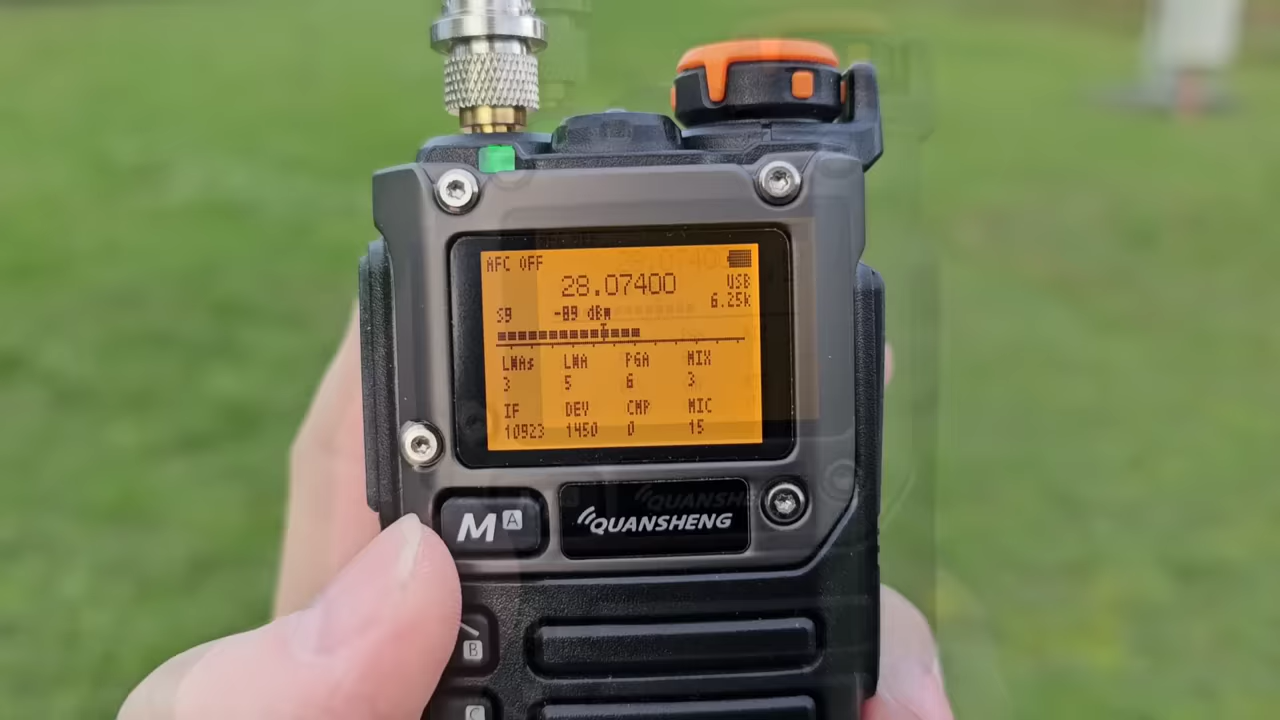 AFC OFF
28.07400
USB
6.25k
S9 -89 dBm
LNAs LNA PGA MIX
3 5 6 3
IF DEV CMP MIC
10923 1450 0 15
M A
QUANSHENG
B
C